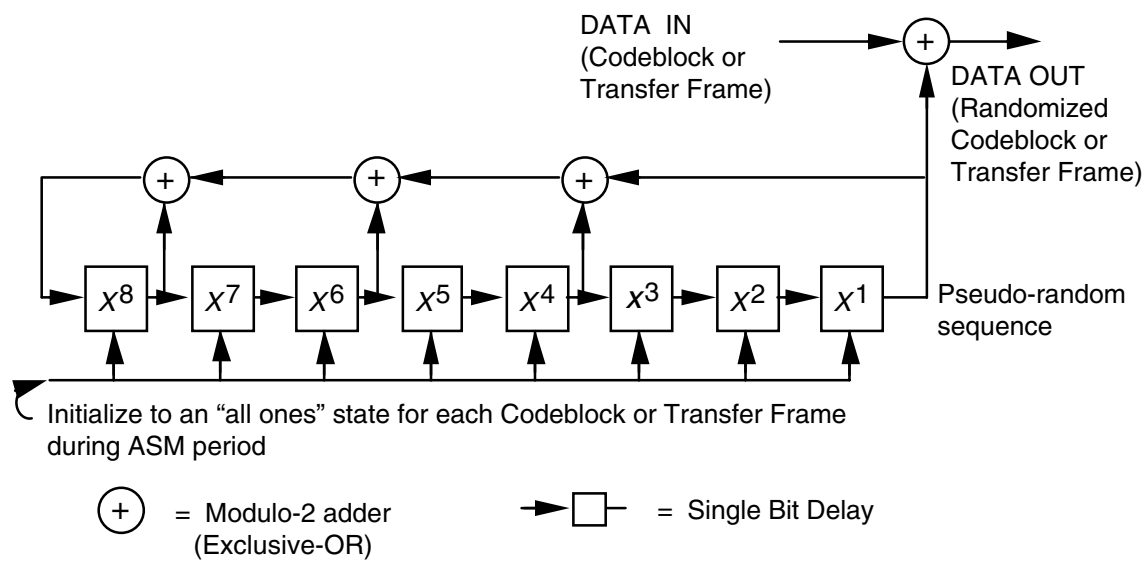 DATA IN
(Codeblock or
Transfer Frame)
+
DATA OUT
(Randomized
Codeblock or
Transfer Frame)
+ + +
X8 X7 X6 X5 X4 x3 X2 X1
Pseudo-random
sequence
Initialize to an “all ones” state for each Codeblock or Transfer Frame
during ASM period
+ = Modulo-2 adder
(Exclusive-OR)
= Single Bit Delay